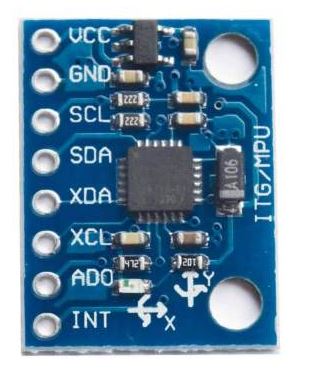 VCC
GND
SCL
SDA
XDA
XCL
ADO
INT
222
222
A106
ITG/MPU
472
201
Y
X